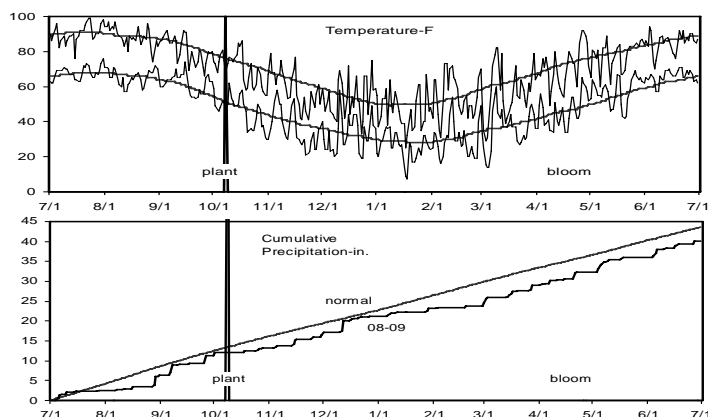 Temperature-F
100
80
60
40
20
0
plant
bloom
7/1 8/1 9/1 10/1 11/1 12/1 1/1 2/1 3/1 4/1 5/1 6/1 7/1
Cumulative
Precipitation-in.
45
40
35
30
25
20
15
10
5
0
normal
08-09
plant
bloom
7/1 8/1 9/1 10/1 11/1 12/1 1/1 2/1 3/1 4/1 5/1 6/1 7/1